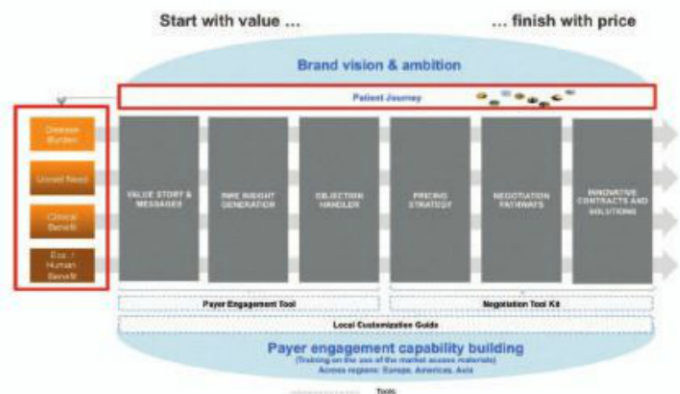 Start with value ...
... finish with price
Brand vision & ambition
Patient Journey
Disease
Burden
Unmet Need
Clinical
Benefit
Eco. /
Human
Benefit
VALUE STORY &
MESSAGES
INSIGHT
GENERATION
OBJECTION
HANDLER
PRICING
STRATEGY
NEGOTIATION
PATHWAYS
INNOVATIVE
CONTRACTS AND
SOLUTIONS
Payer Engagement Tool
Negotiation Tool Kit
Local Customization Guide
Payer engagement capability building
(Training on the use of the market access materials)
Across regions: Europe, Americas, Asia
Tools